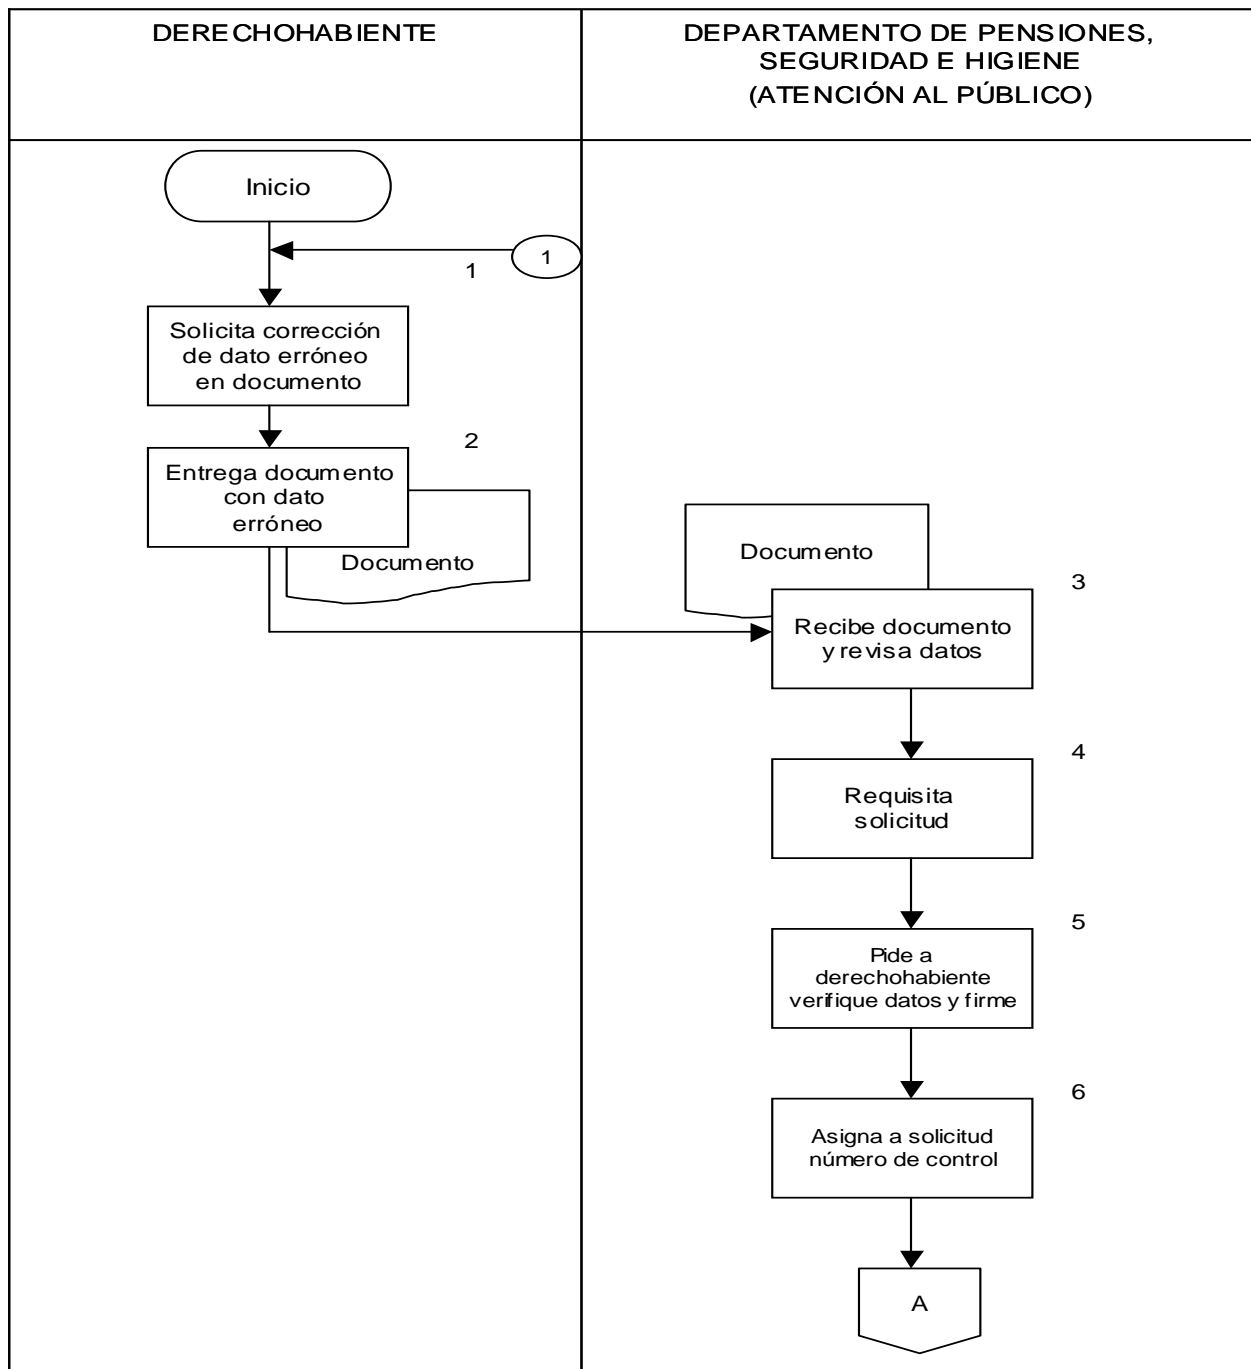 DERECHOHABIENTE
DEPARTAMENTO DE PENSIONES,
SEGURIDAD E HIGIENE
(ATENCIÓN AL PÚBLICO)
Inicio
1
1
Solicita corrección
de dato erróneo
en documento
2
Entrega documento
con dato
erróneo
Documento
Documento
3
Recibe documento
y revisa datos
4
Requisita
solicitud
5
Pide a
derechohabiente
verifique datos y firme
6
Asigna a solicitud
número de control
A